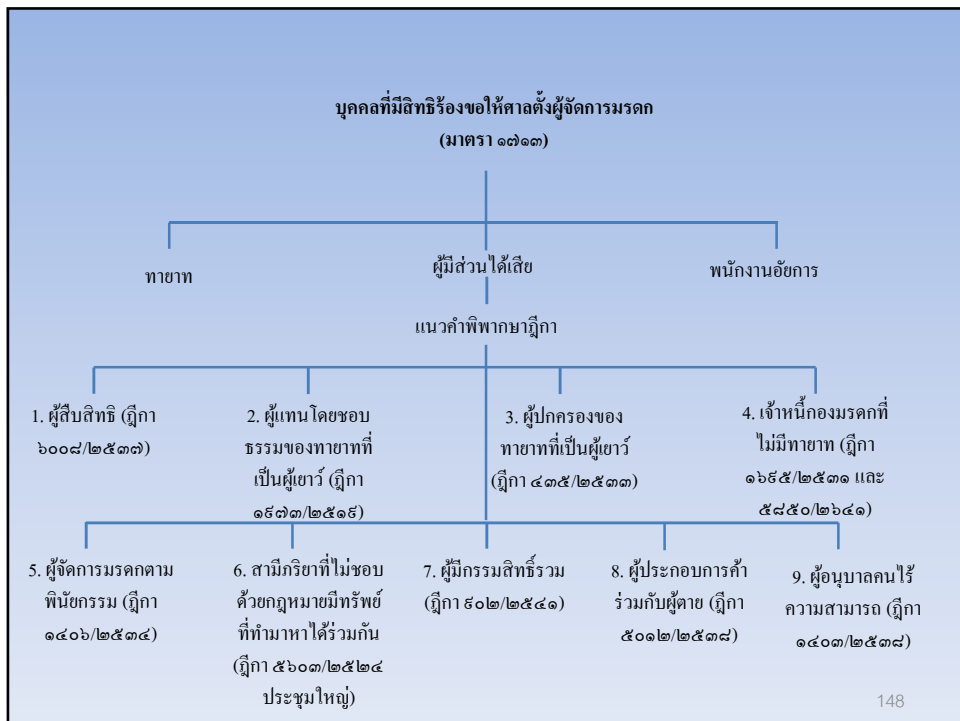 บุคคลที่มีสิทธิร้องขอให้ศาลตั้งผู้จัดการมรดก
(มาตรา ๑๗๑๓)
ทายาท
ผู้มีส่วนได้เสีย
พนักงานอัยการ
แนวคำพิพากษาฎีกา
1. ผู้สืบสิทธิ (ฎีกา
๖๐๐๘/๒๕๓๗)
2. ผู้แทนโดยชอบ
ธรรมของทายาทที่
เป็นผู้เยาว์ (ฎีกา
๑๙๗๓/๒๕๑๙)
3. ผู้ปกครองของ
ทายาทที่เป็นผู้เยาว์
(ฎีกา ๔๓๕/๒๕๓๓)
4. เจ้าหนี้กองมรดกที่
ไม่มีทายาท (ฎีกา
๑๖๙๕/๒๕๓๑ และ
๕๘๕๐/๒๖๔๑)
5. ผู้จัดการมรดกตาม
พินัยกรรม (ฎีกา
๑๔๐๖/๒๕๓๔)
6. สามีภริยาที่ไม่ชอบ
ด้วยกฎหมายมีทรัพย์
ที่ทำมาหาได้ร่วมกัน
(ฎีกา ๕๖๐๓/๒๕๒๔
ประชุมใหญ่)
7. ผู้มีกรรมสิทธิ์รวม
(ฎีกา ๙๐๒/๒๕๔๑)
8. ผู้ประกอบการค้า
ร่วมกับผู้ตาย (ฎีกา
๕๐๑๒/๒๕๓๘)
9. ผู้อนุบาลคนไร้
ความสามารถ (ฎีกา
๑๔๐๓/๒๕๓๘)
148